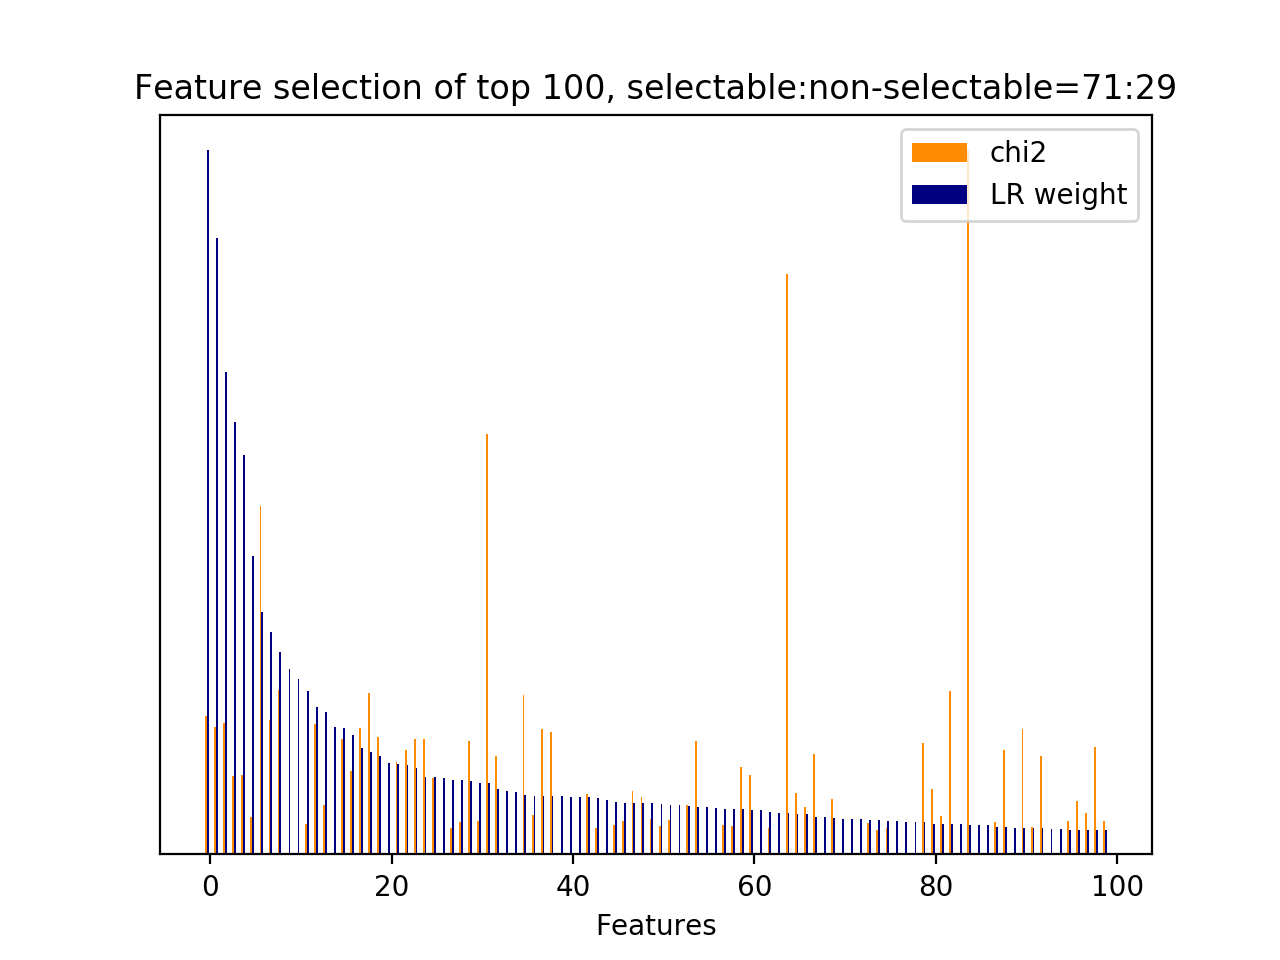 Feature selection of top 100, selectable:non-selectable=71:29
chi2
LR weight
0 20 40 60 80 100
Features